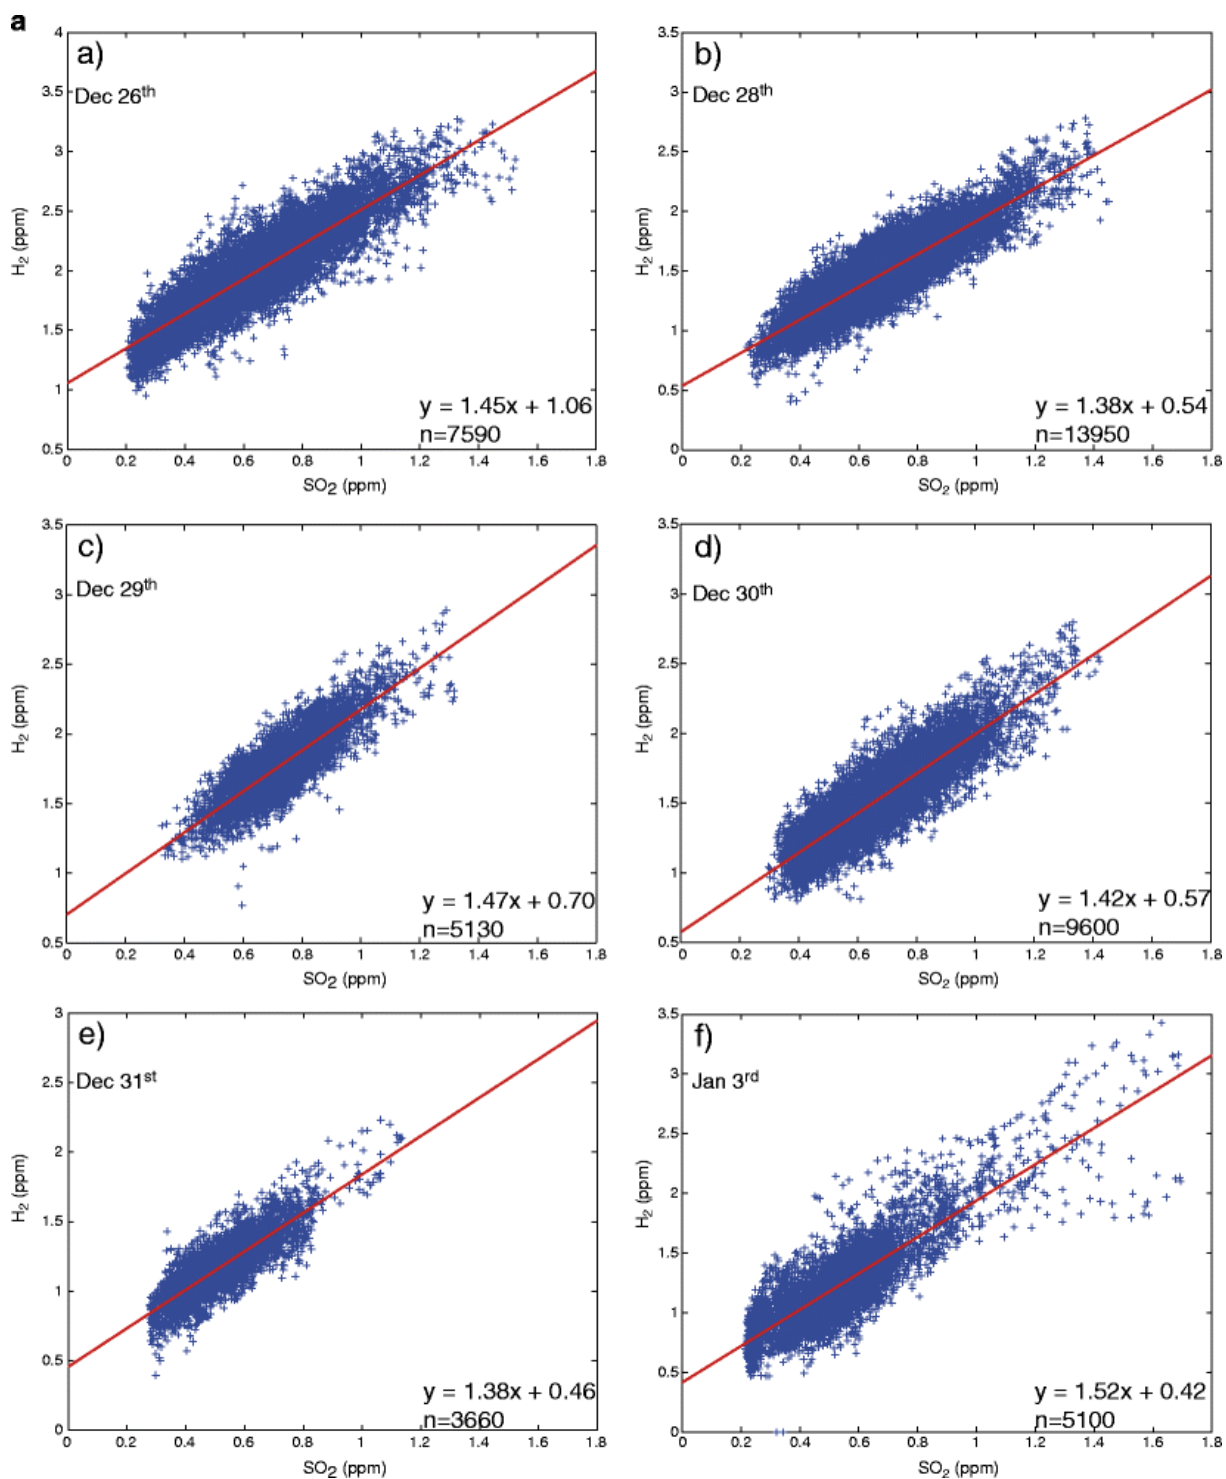 a
a)
Dec 26th
H2 (ppm)
4
3.5
3
2.5
2
1.5
1
0.5
y = 1.45x + 1.06
n=7590
0 0.2 0.4 0.6 0.8 1 1.2 1.4 1.6 1.8
SO2 (ppm)
b)
Dec 28th
H2 (ppm)
3.5
3
2.5
2
1.5
1
0.5
0
y = 1.38x + 0.54
n=13950
0 0.2 0.4 0.6 0.8 1 1.2 1.4 1.6 1.8
SO2 (ppm)
c)
Dec 29th
H2 (ppm)
3.5
3
2.5
2
1.5
1
0.5
y = 1.47x + 0.70
n=5130
0 0.2 0.4 0.6 0.8 1 1.2 1.4 1.6 1.8
SO2 (ppm)
d)
Dec 30th
H2 (ppm)
3.5
3
2.5
2
1.5
1
0.5
y = 1.42x + 0.57
n=9600
0 0.2 0.4 0.6 0.8 1 1.2 1.4 1.6 1.8
SO2 (ppm)
e)
Dec 31st
H2 (ppm)
3
2.5
2
1.5
1
0.5
0
y = 1.38x + 0.46
n=3660
0 0.2 0.4 0.6 0.8 1 1.2 1.4 1.6 1.8
SO2 (ppm)
f)
Jan 3rd
H2 (ppm)
3.5
3
2.5
2
1.5
1
0.5
0
y = 1.52x + 0.42
n=5100
0 0.2 0.4 0.6 0.8 1 1.2 1.4 1.6 1.8
SO2 (ppm)